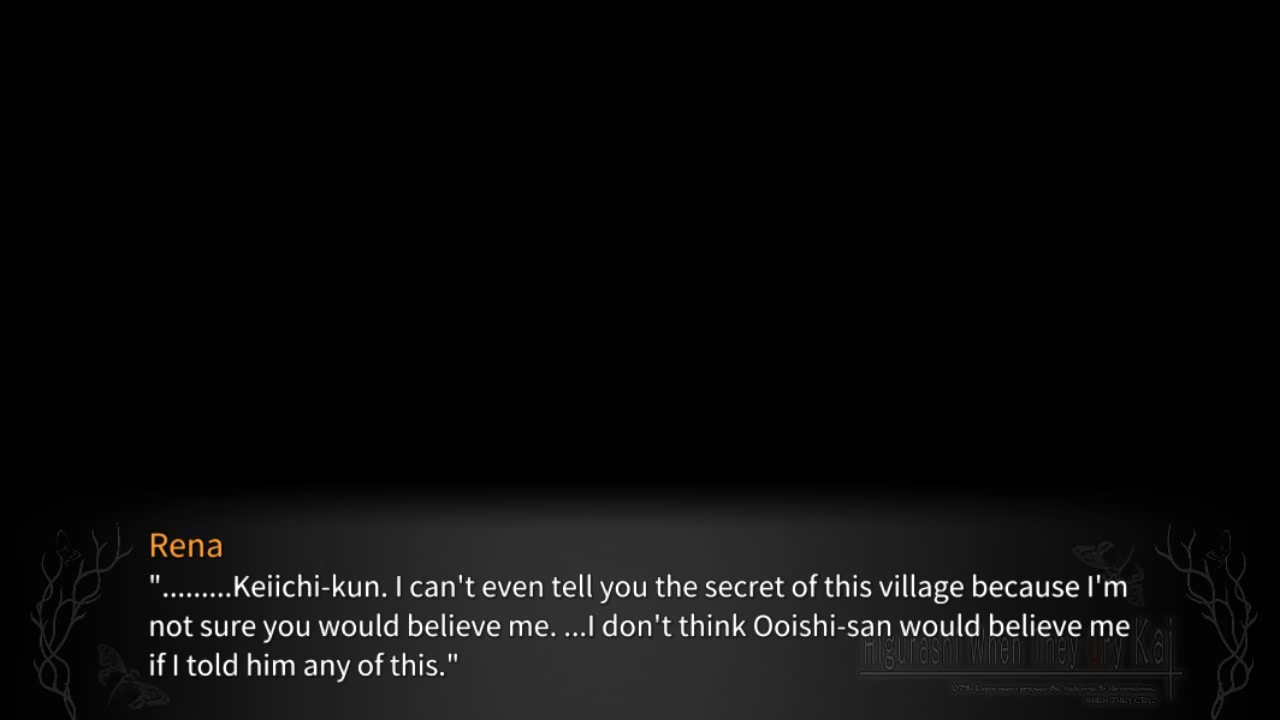 Rena
".........Keiichi-kun. I can't even tell you the secret of this village because I'm
not sure you would believe me. ...I don't think Ooishi-san would believe me
if I told him any of this."
Higurashi When They Cry Kai